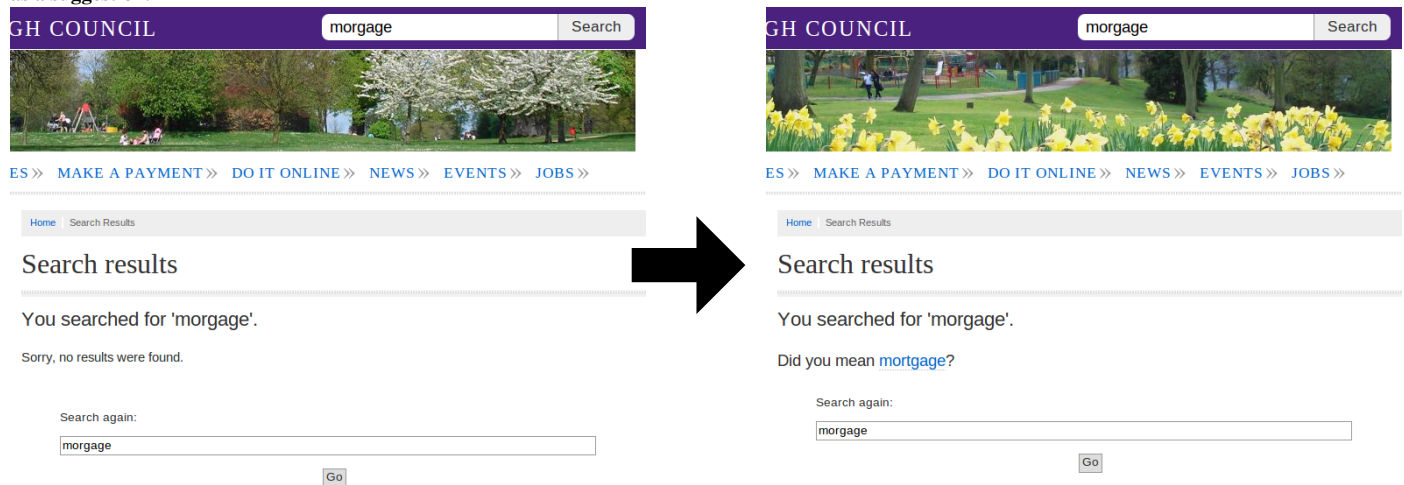 GH COUNCIL
morgage
Search
ES» MAKE A PAYMENT» DO IT ONLINE» NEWS» EVENTS» JOBS»
Home Search Results
Search results
You searched for 'morgage'.
Sorry, no results were found.
Search again:
morgage
Go
GH COUNCIL
morgage
Search
ES» MAKE A PAYMENT» DO IT ONLINE» NEWS» EVENTS» JOBS»
Home Search Results
Search results
You searched for 'morgage'.
Did you mean mortgage?
Search again:
morgage
Go